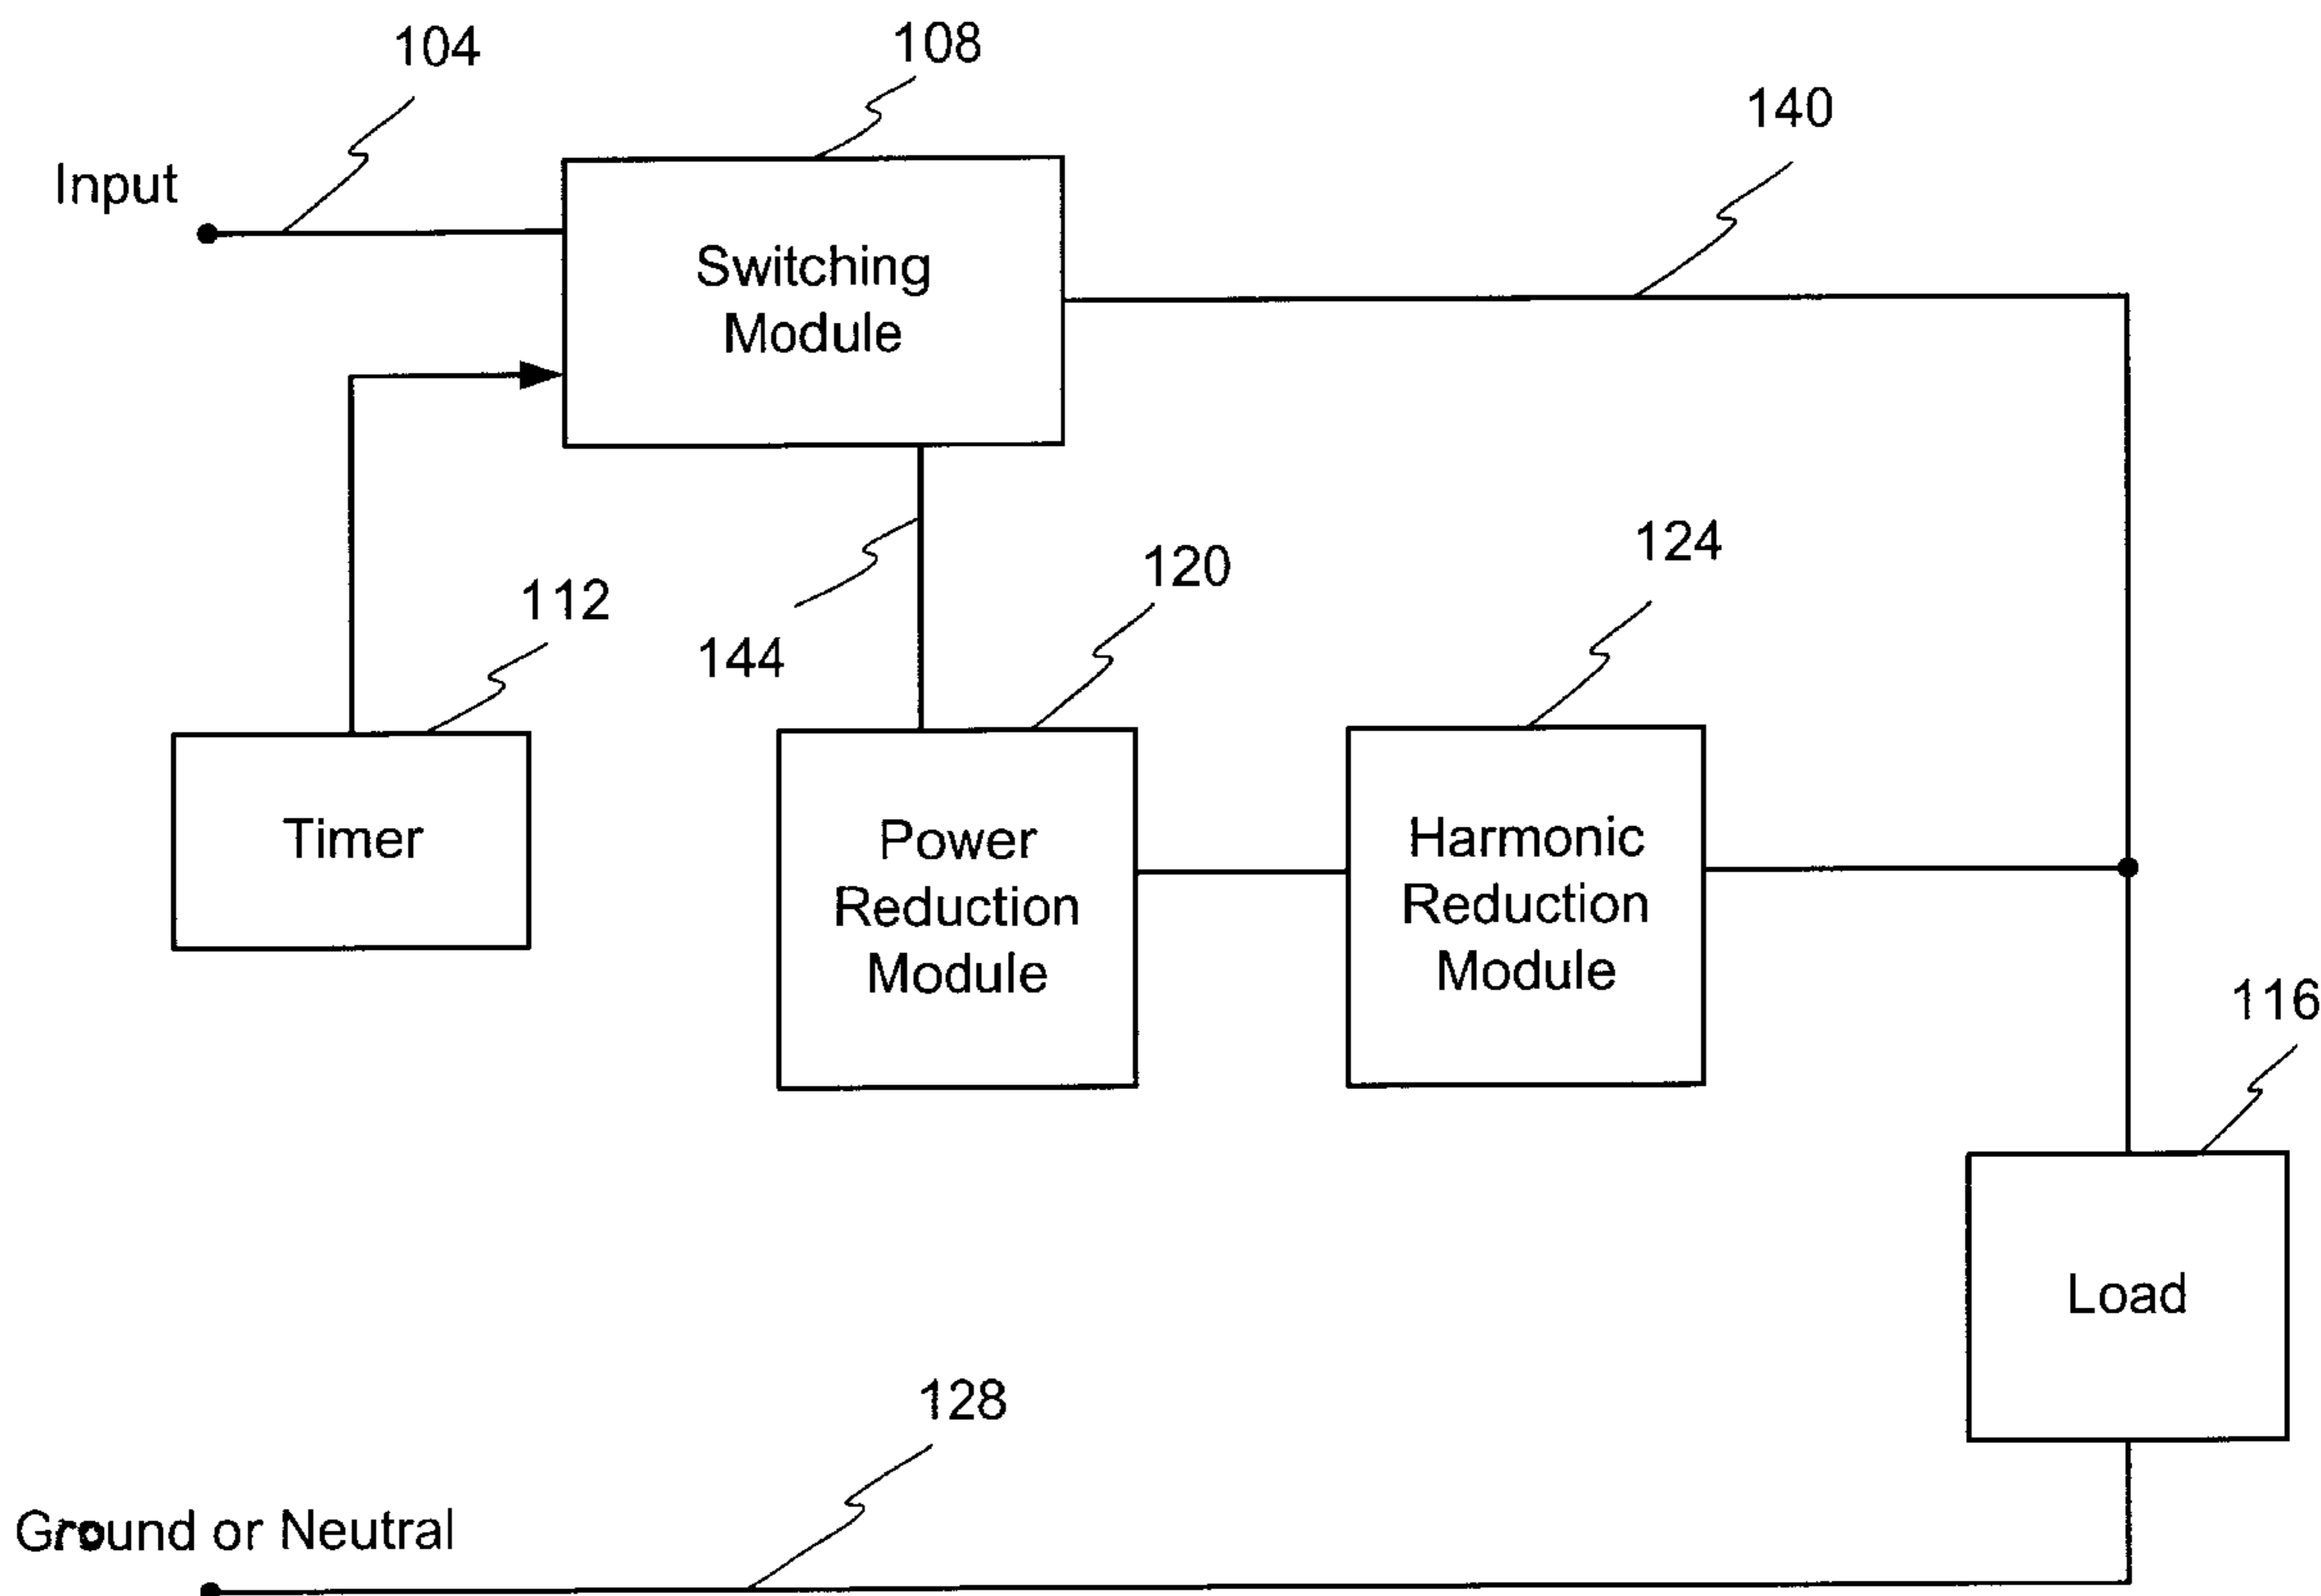 104
108
140
Input
Switching
Module
112
144
120
124
Timer
Power
Reduction
Module
Harmonic
Reduction
Module
116
Load
128
Ground or Neutral